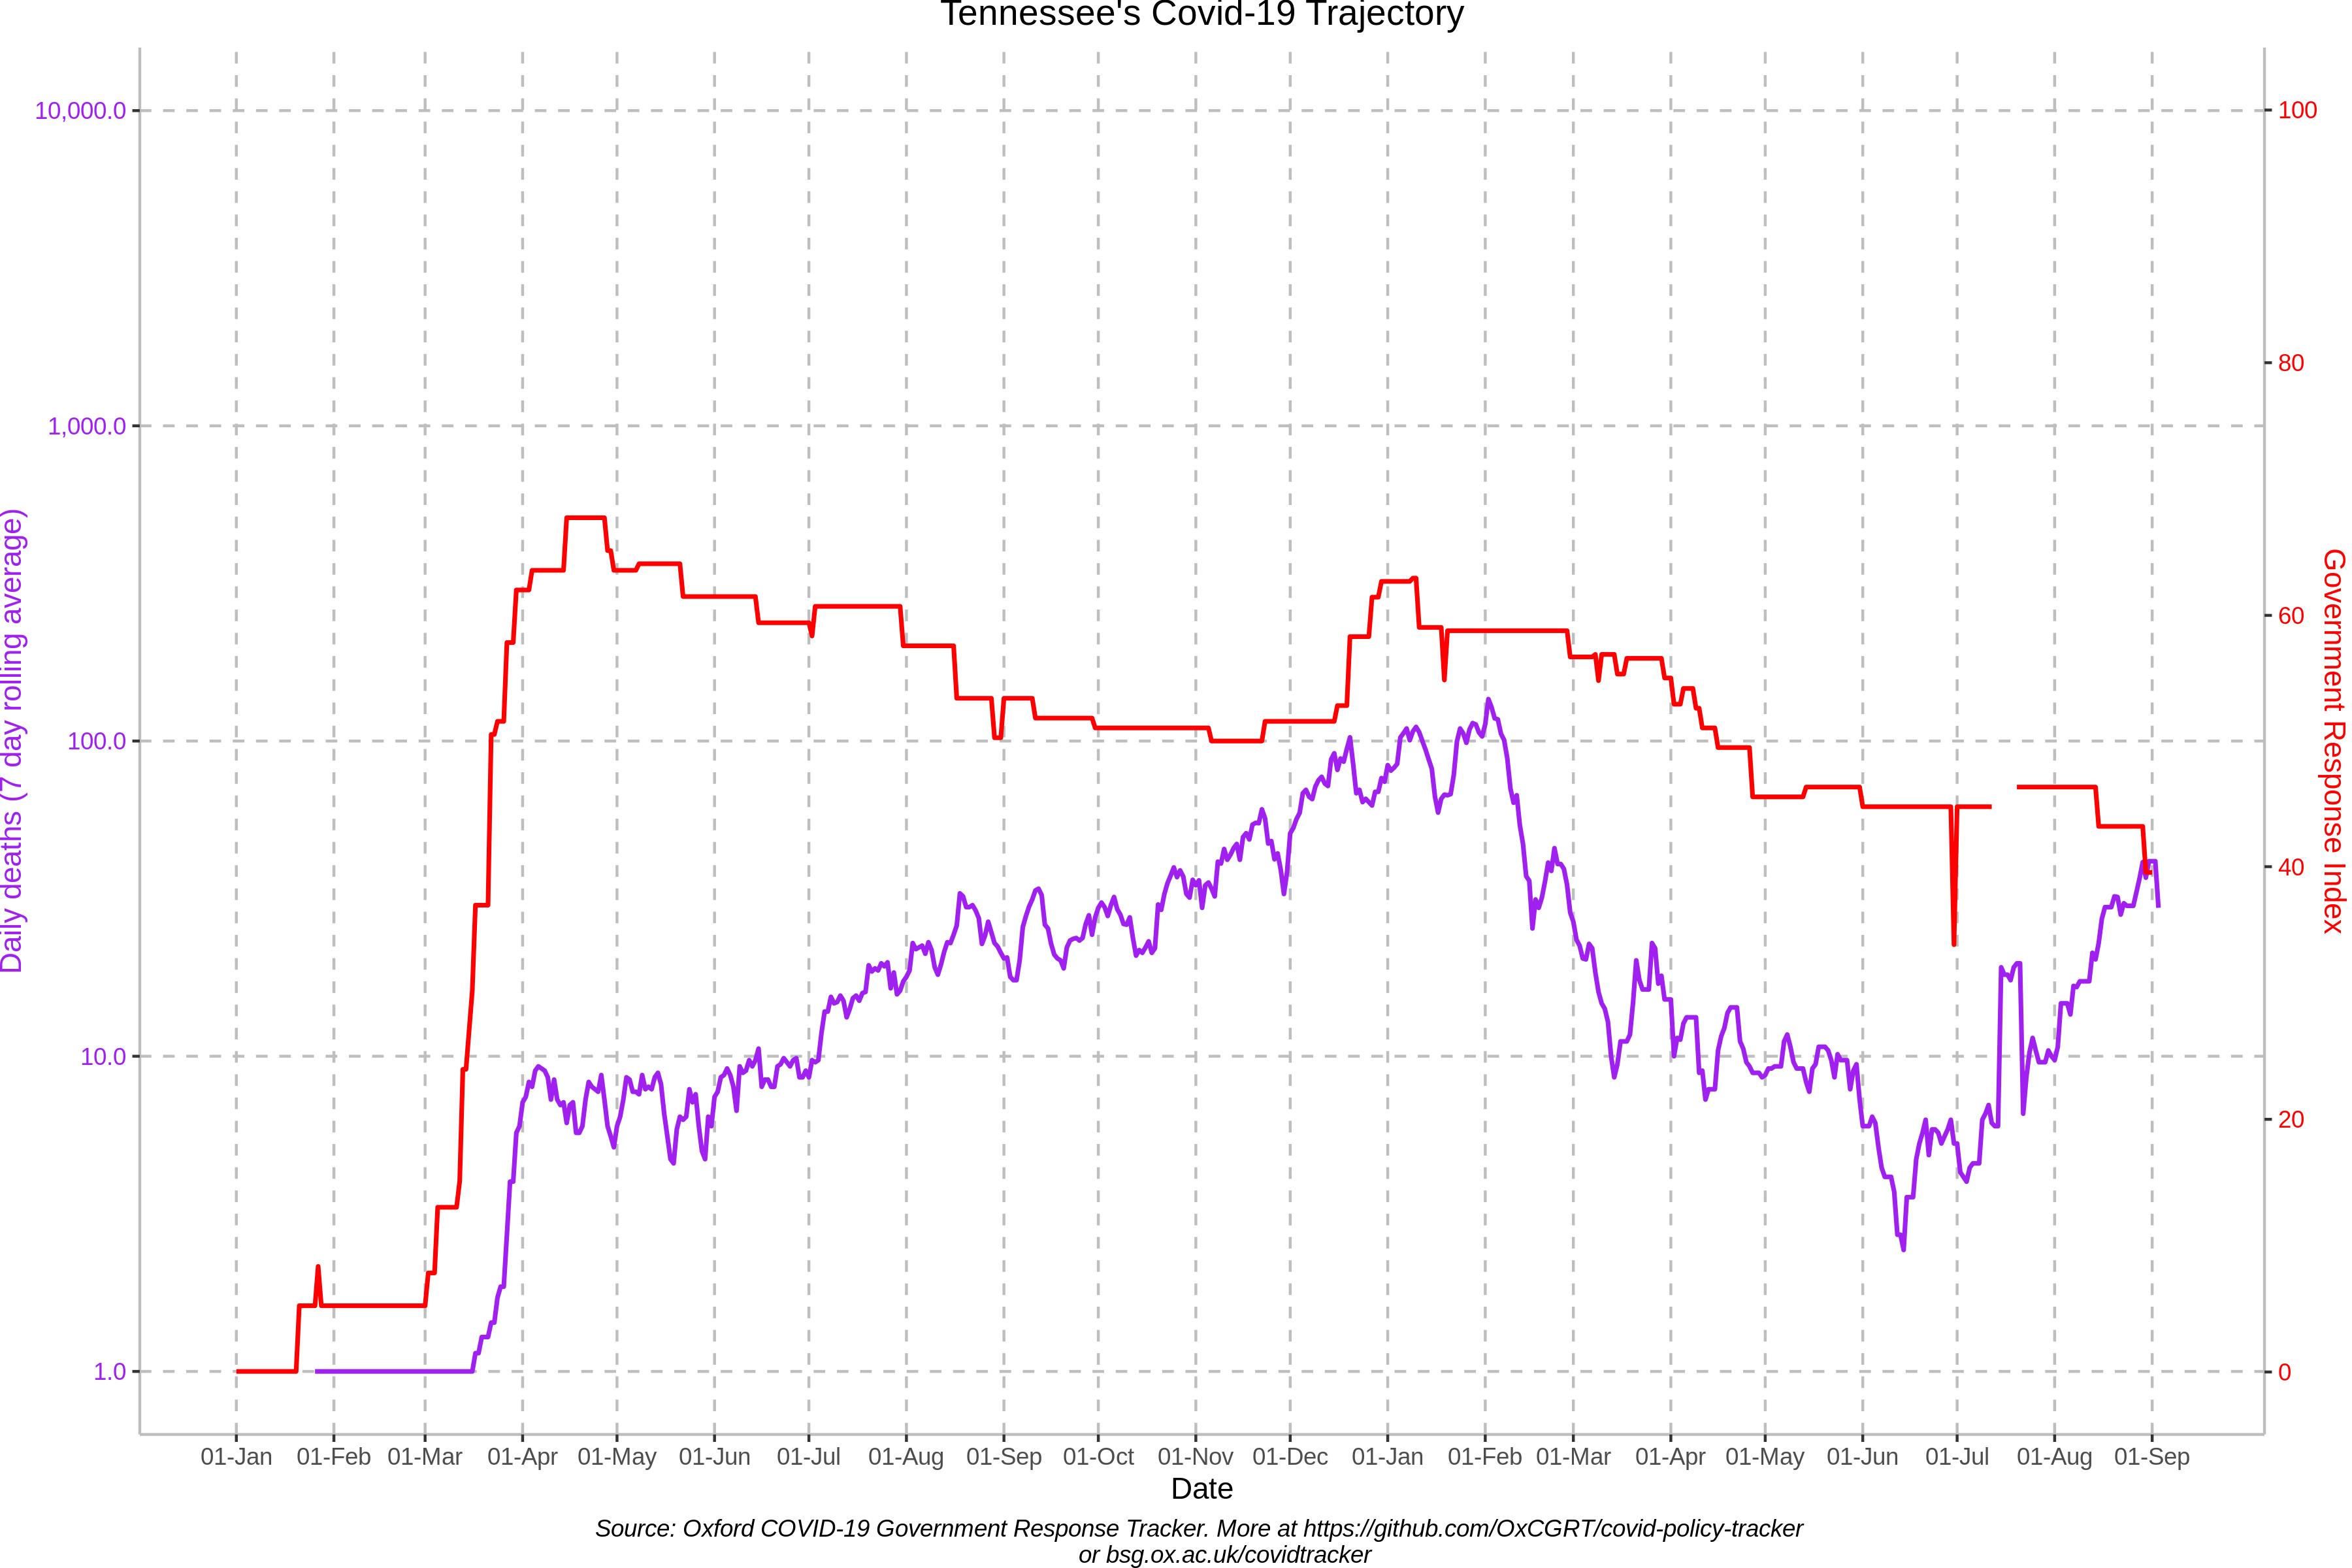 Tennessee's Covid-19 Trajectory
10,000.0
1,000.0
100.0
10.0
1.0
Daily deaths (7 day rolling average)
100
80
60
40
20
0
Government Response Index
01-Jan 01-Feb 01-Mar 01-Apr 01-May 01-Jun 01-Jul 01-Aug 01-Sep 01-Oct 01-Nov 01-Dec 01-Jan 01-Feb 01-Mar 01-Apr 01-May 01-Jun 01-Jul 01-Aug 01-Sep
Date
Source: Oxford COVID-19 Government Response Tracker. More at https://github.com/OxCGRT/covid-policy-tracker
or bsg.ox.ac.uk/covidtracker